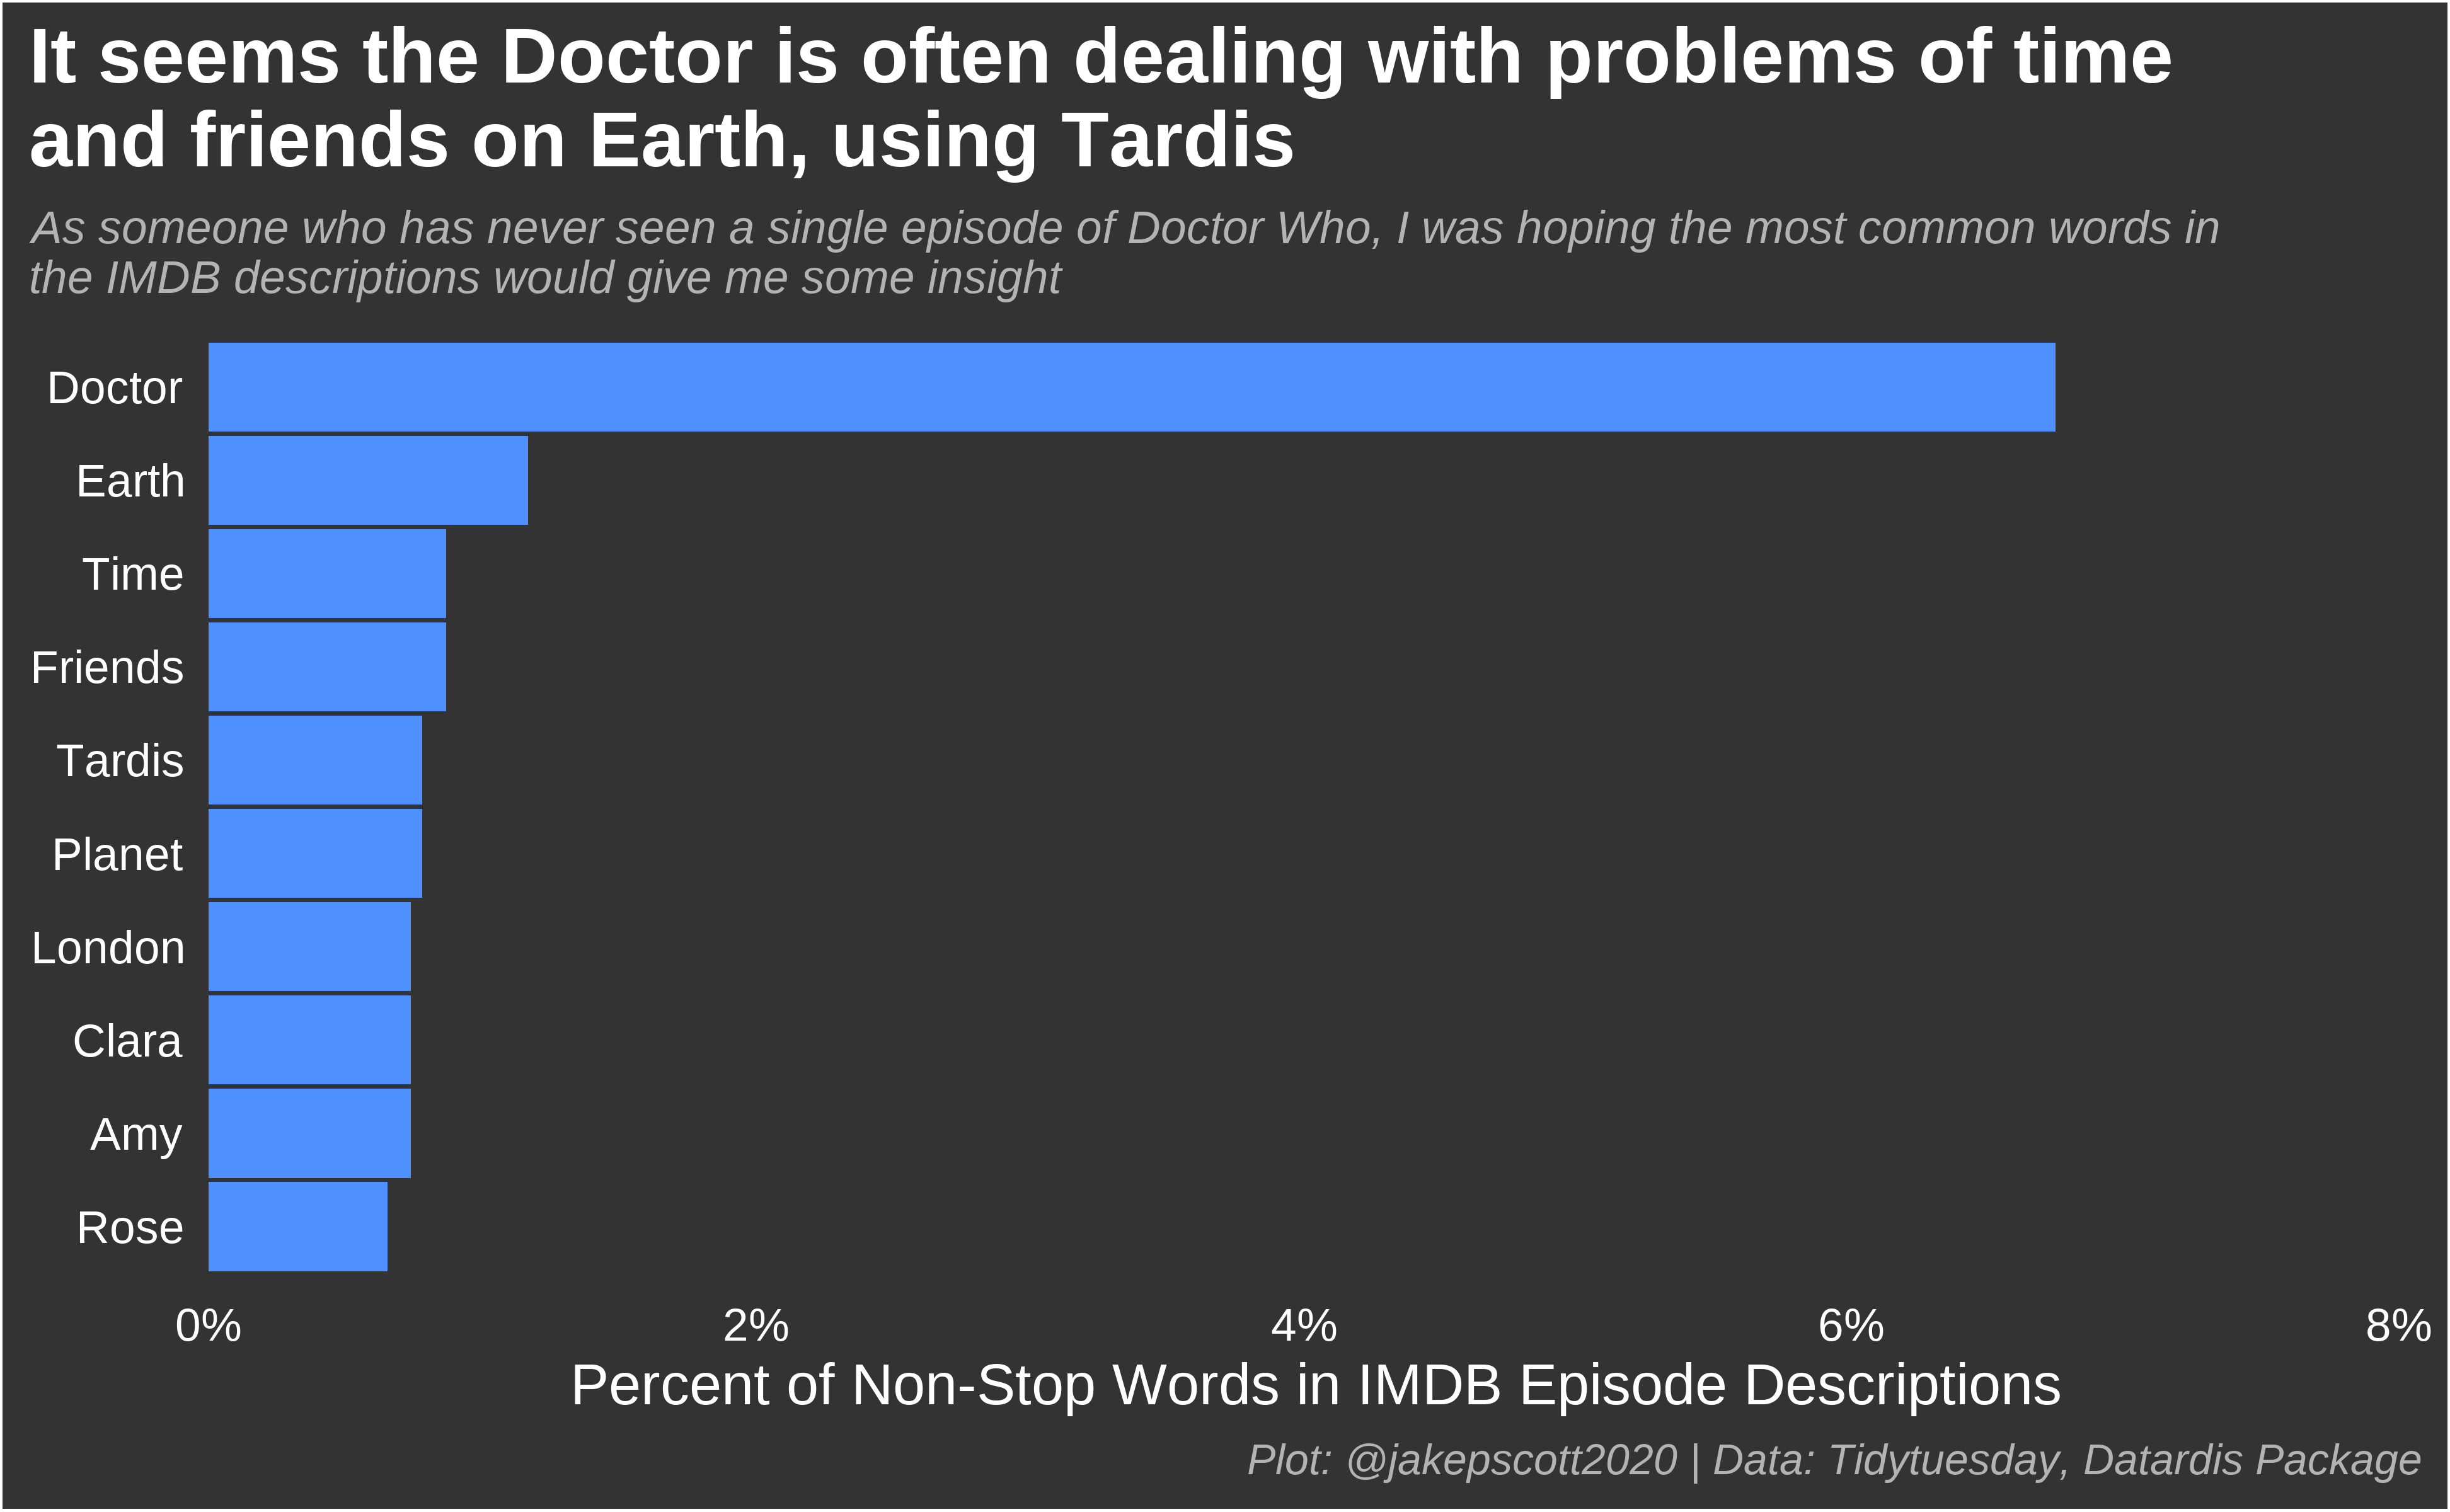 It seems the Doctor is often dealing with problems of time
and friends on Earth, using Tardis
As someone who has never seen a single episode of Doctor Who, I was hoping the most common words in
the IMDB descriptions would give me some insight
Doctor
Earth
Time
Friends
Tardis
Planet
London
Clara
Amy
Rose
0% 2% 4% 6% 8%
Percent of Non-Stop Words in IMDB Episode Descriptions
Plot: @jakepscott2020 | Data: Tidytuesday, Datardis Package